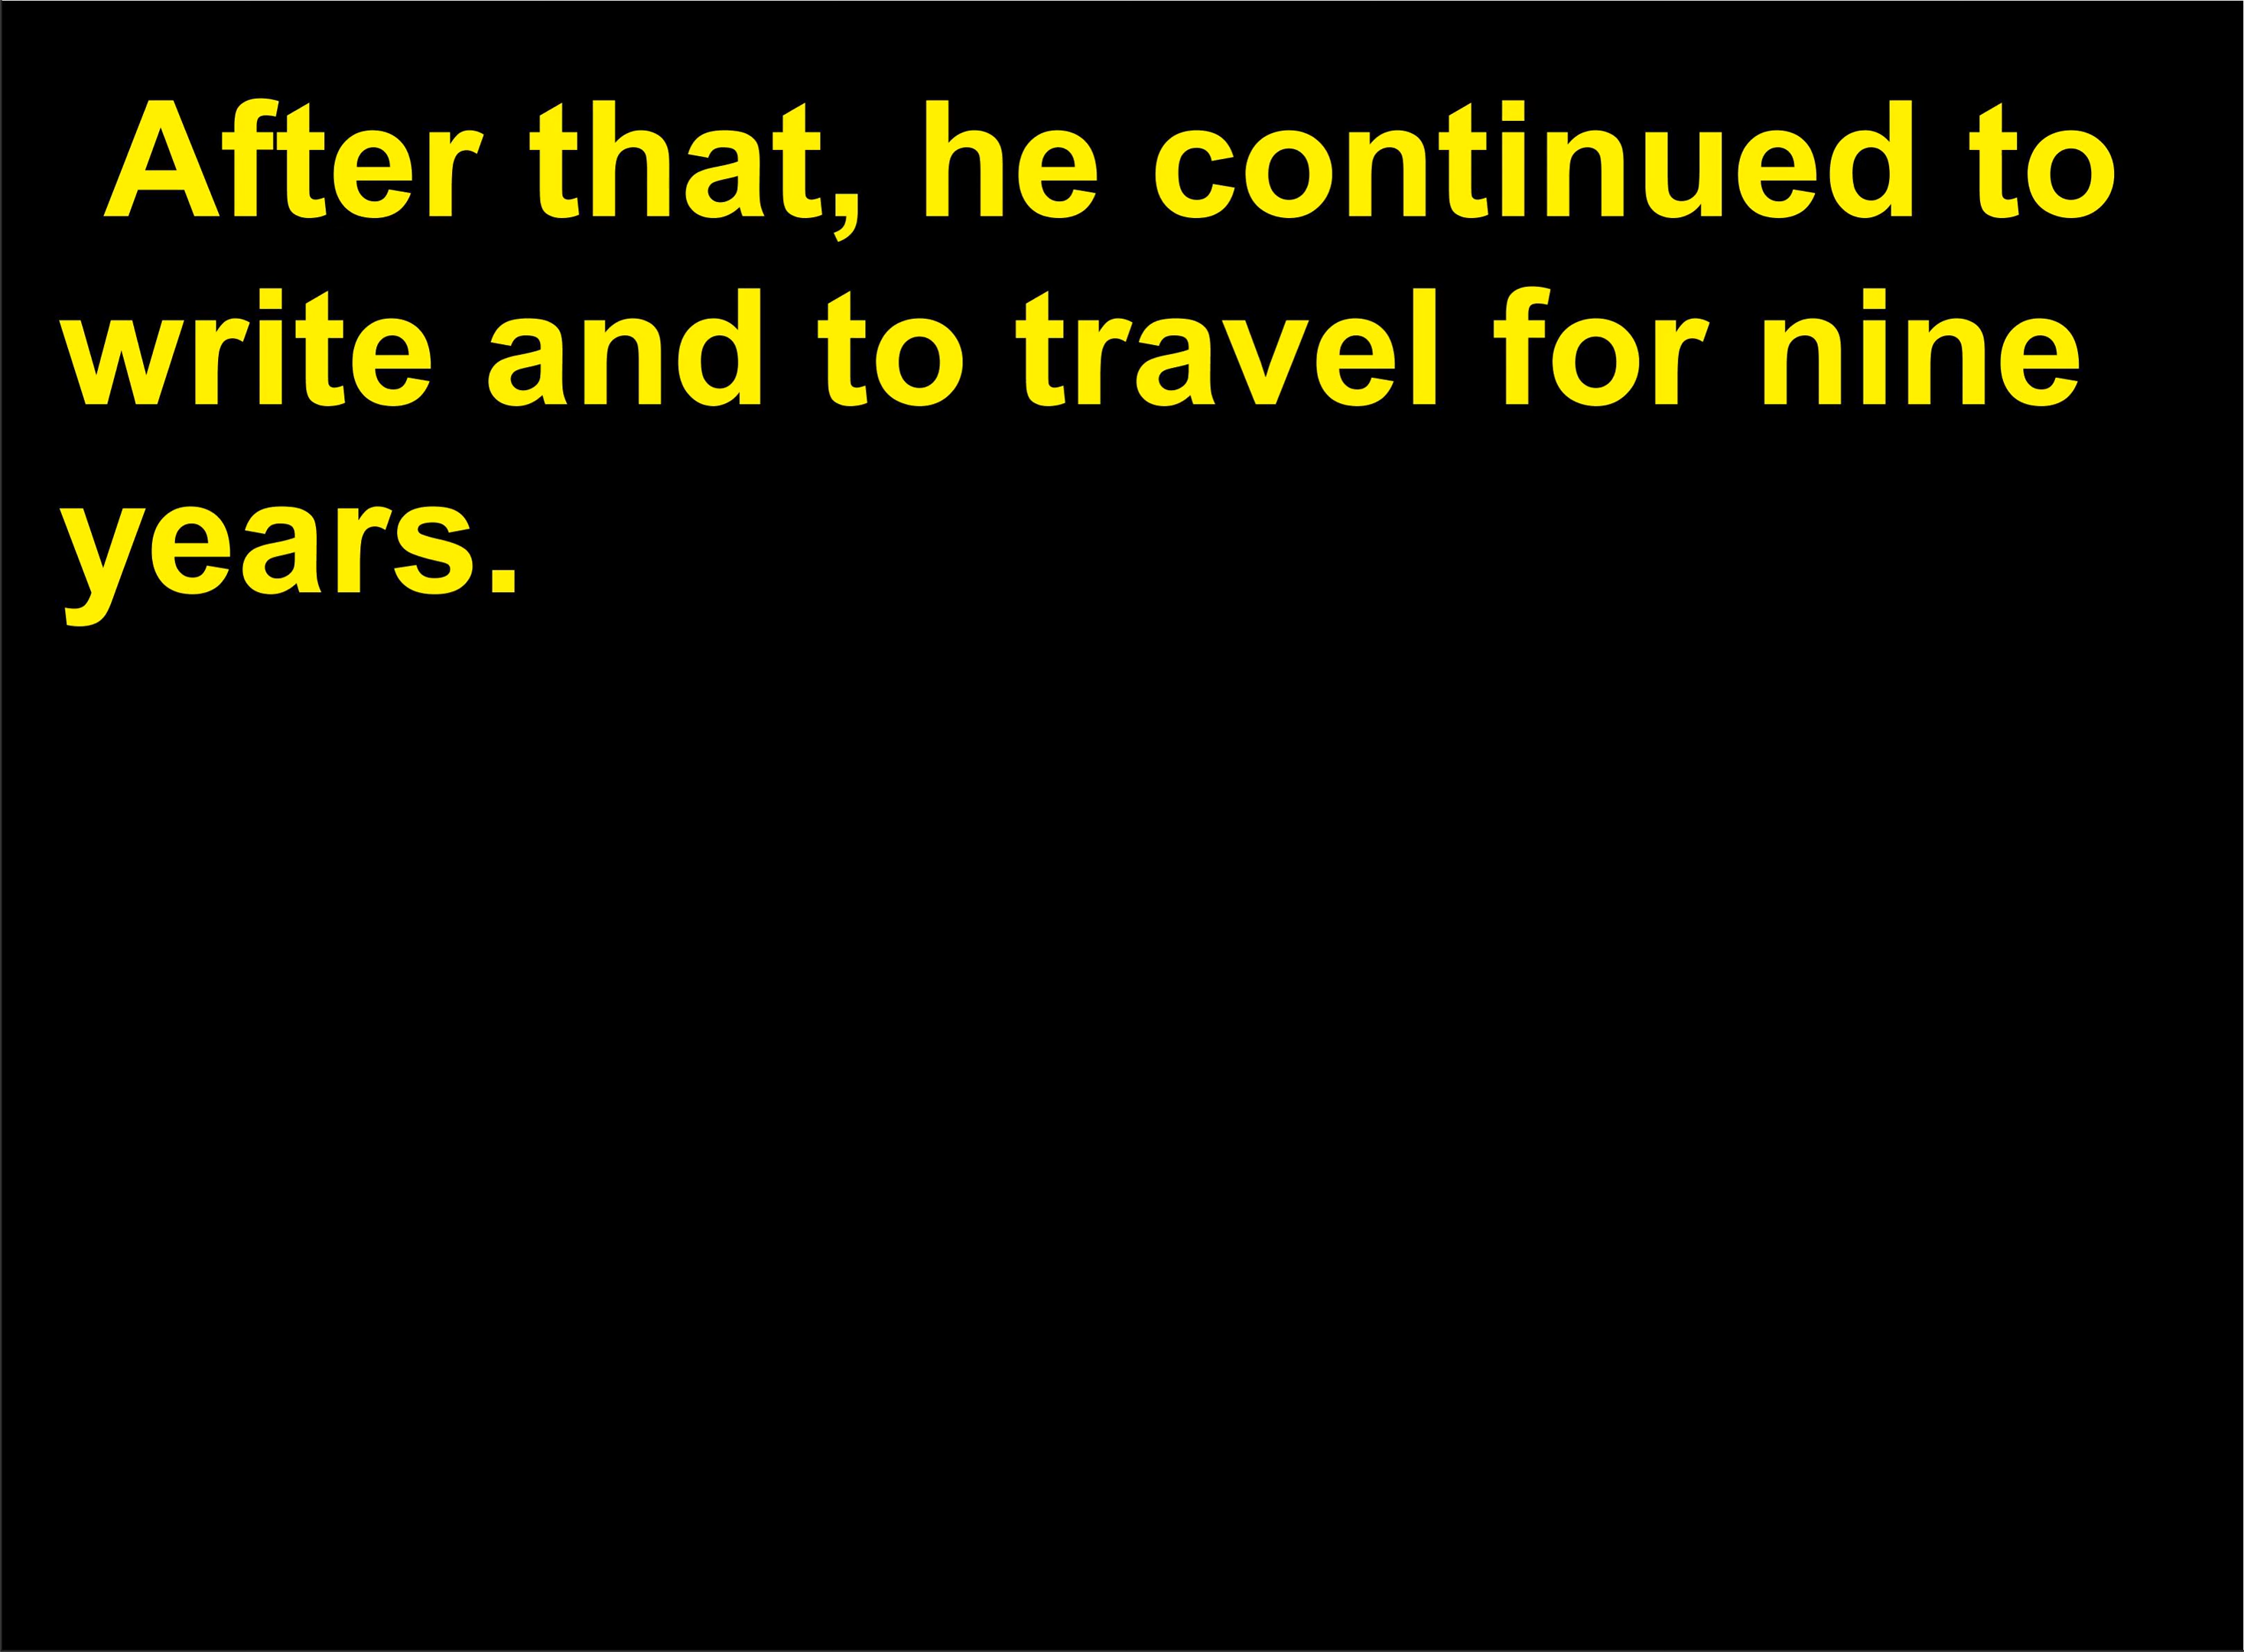 After that, he continued to
write and to travel for nine
years.